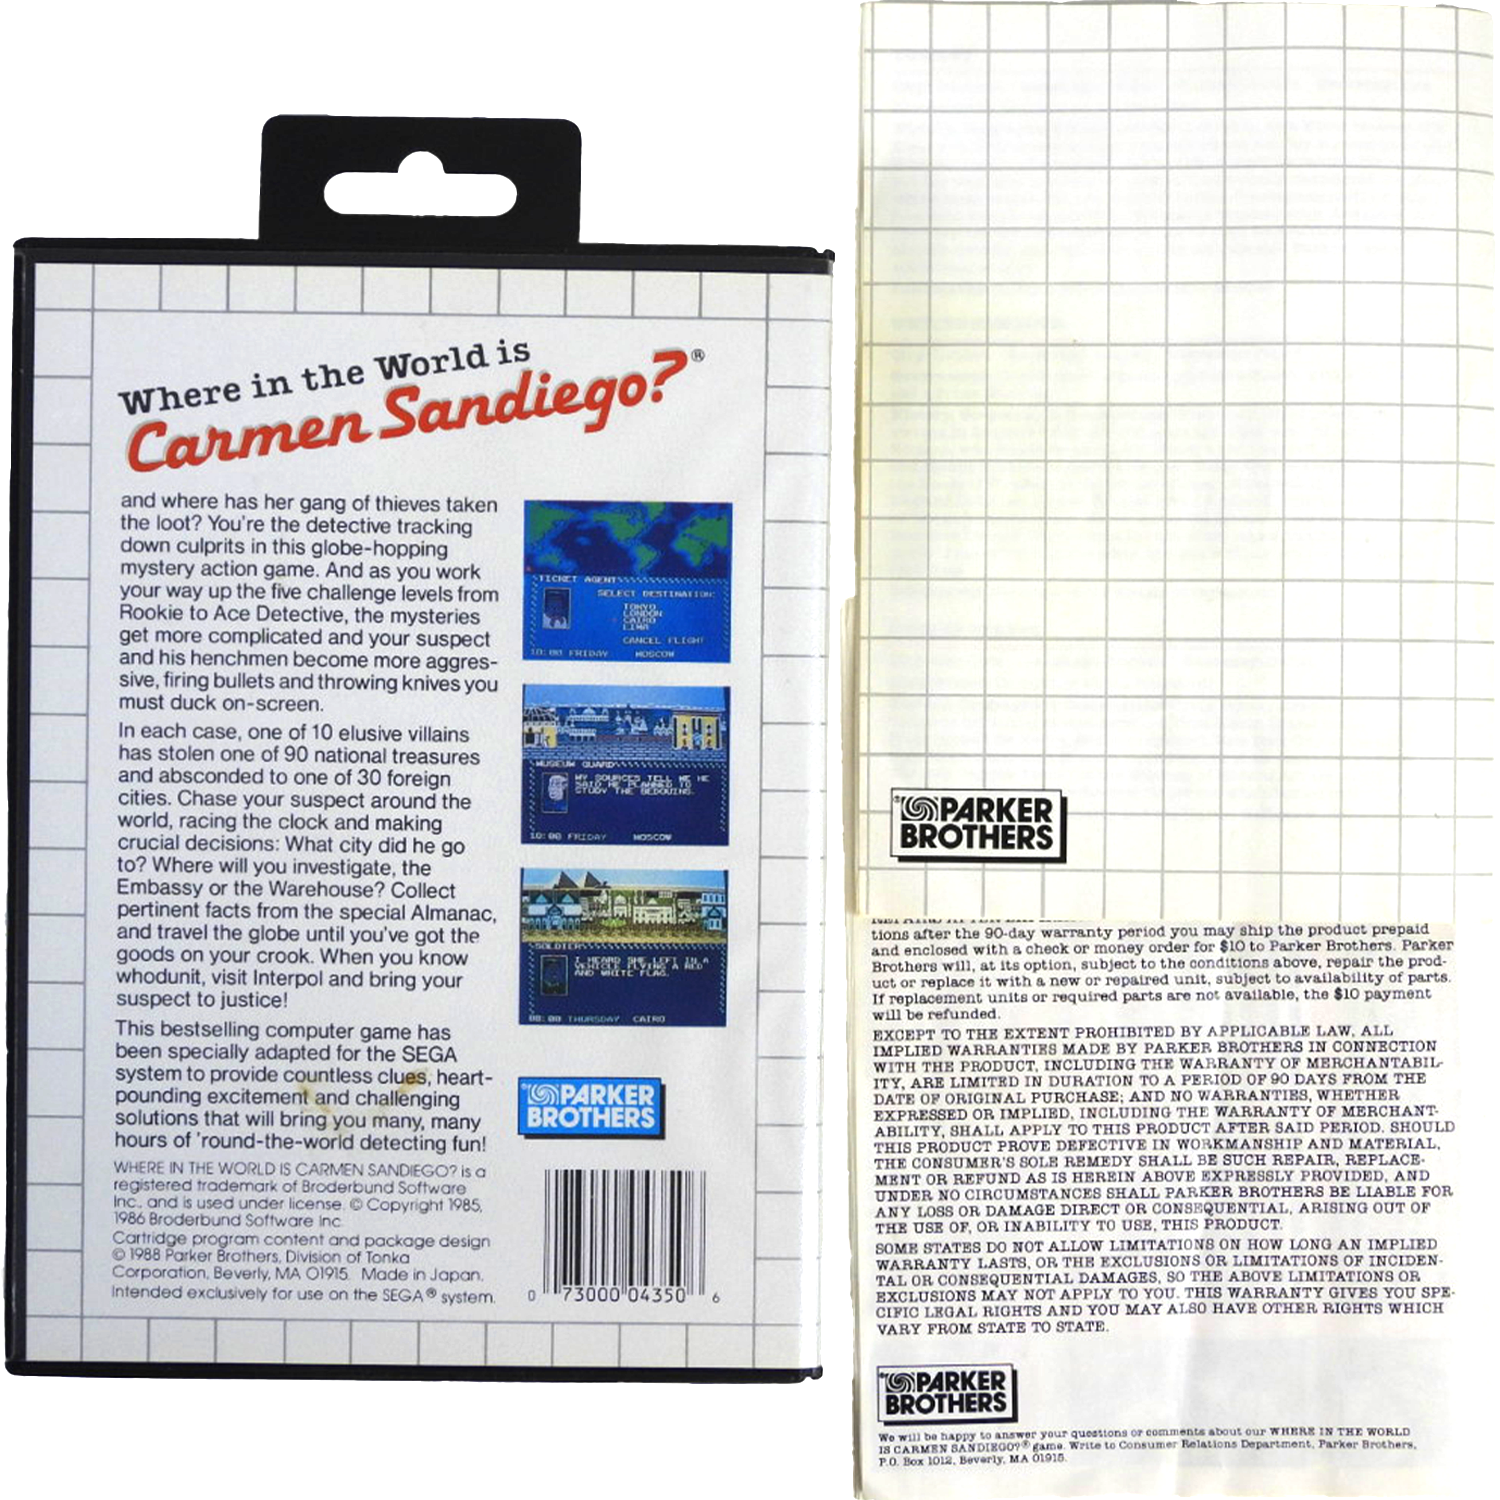 Where in the World is
Carmen Sandiego?®
and where has her gang of thieves taken
the loot? You're the detective tracking
down culprits in this globe-hopping
mystery action game. And as you work
your way up the five challenge levels from
Rookie to Ace Detective, the mysteries
get more complicated and your suspect
and his henchmen become more aggres-
sive, firing bullets and throwing knives you
must duck on-screen.
In each case, one of 10 elusive villains
has stolen one of 90 national treasures
and absconded to one of 30 foreign
cities. Chase your suspect around the
world, racing the clock and making
crucial decisions: What city did he go
to? Where will you investigate, the
Embassy or the Warehouse? Collect
pertinent facts from the special Almanac,
and travel the globe until you've got the
goods on your crook. When you know
whodunit, visit Interpol and bring your
suspect to justice!
This bestselling computer game has
been specially adapted for the SEGA
system to provide countless clues, heart-
pounding excitement and challenging
solutions that will bring you many, many
hours of 'round-the-world detecting fun!
WHERE IN THE WORLD IS CARMEN SANDIEGO? is a
registered trademark of Broderbund Software
Inc., and is used under license. © Copyright 1985,
1986 Broderbund Software Inc.
Cartridge program content and package design
© 1988 Parker Brothers, Division of Tonka
Corporation, Beverly, MA 01915. Made in Japan.
Intended exclusively for use on the SEGA® system.
TICKET AGENT
SELECT DESTINATION:
TOKYO
LONDON
CAIRO
LIMA
CANCEL FLIGHT
10:00 FRIDAY MOSCOW
MUSEUM GUARD
MY SOURCES TELL ME HE
SAID HE PLANNED TO
STUDY THE BEDOUINS.
10:00 FRIDAY MOSCOW
SOLDIER
I HEARD SHE LEFT IN A
VEHICLE FLYING A RED
AND WHITE FLAG.
08:00 THURSDAY CAIRO
PARKER
BROTHERS
0 73000 04350 6
PARKER
BROTHERS
tions after the 90-day warranty period you may ship the product prepaid
and enclosed with a check or money order for $10 to Parker Brothers. Parker
Brothers will, at its option, subject to the conditions above, repair the prod-
uct or replace it with a new or repaired unit, subject to availability of parts.
If replacement units or required parts are not available, the $10 payment
will be refunded.
EXCEPT TO THE EXTENT PROHIBITED BY APPLICABLE LAW, ALL
IMPLIED WARRANTIES MADE BY PARKER BROTHERS IN CONNECTION
WITH THE PRODUCT, INCLUDING THE WARRANTY OF MERCHANTABIL-
ITY, ARE LIMITED IN DURATION TO A PERIOD OF 90 DAYS FROM THE
DATE OF ORIGINAL PURCHASE; AND NO WARRANTIES, WHETHER
EXPRESSED OR IMPLIED, INCLUDING THE WARRANTY OF MERCHANT-
ABILITY, SHALL APPLY TO THIS PRODUCT AFTER SAID PERIOD. SHOULD
THIS PRODUCT PROVE DEFECTIVE IN WORKMANSHIP AND MATERIAL,
THE CONSUMER'S SOLE REMEDY SHALL BE SUCH REPAIR, REPLACE-
MENT OR REFUND AS IS HEREIN ABOVE EXPRESSLY PROVIDED, AND
UNDER NO CIRCUMSTANCES SHALL PARKER BROTHERS BE LIABLE FOR
ANY LOSS OR DAMAGE DIRECT OR CONSEQUENTIAL, ARISING OUT OF
THE USE OF, OR INABILITY TO USE, THIS PRODUCT.
SOME STATES DO NOT ALLOW LIMITATIONS ON HOW LONG AN IMPLIED
WARRANTY LASTS, OR THE EXCLUSIONS OR LIMITATIONS OF INCIDEN-
TAL OR CONSEQUENTIAL DAMAGES, SO THE ABOVE LIMITATIONS OR
EXCLUSIONS MAY NOT APPLY TO YOU. THIS WARRANTY GIVES YOU SPE-
CIFIC LEGAL RIGHTS AND YOU MAY ALSO HAVE OTHER RIGHTS WHICH
VARY FROM STATE TO STATE.
PARKER
BROTHERS
We will be happy to answer your questions or comments about our WHERE IN THE WORLD
IS CARMEN SANDIEGO?® game. Write to Consumer Relations Department, Parker Brothers,
P.O. Box 1012, Beverly, MA 01915.